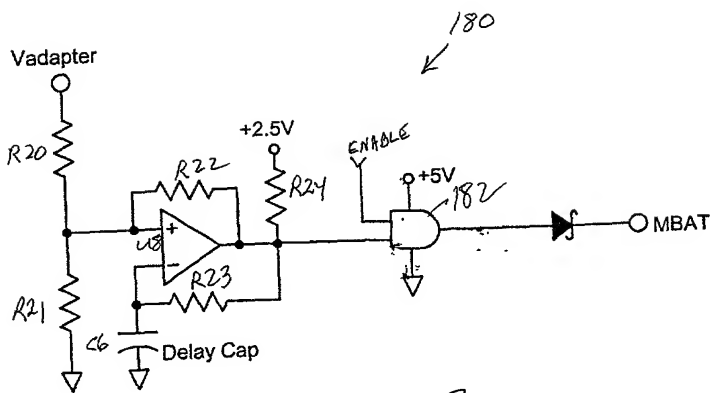 180
Vadapter
R20
+2.5V
ENABLE
R22
R24
+5V
182
+
U8
-
MBAT
R23
R21
C6
Delay Cap